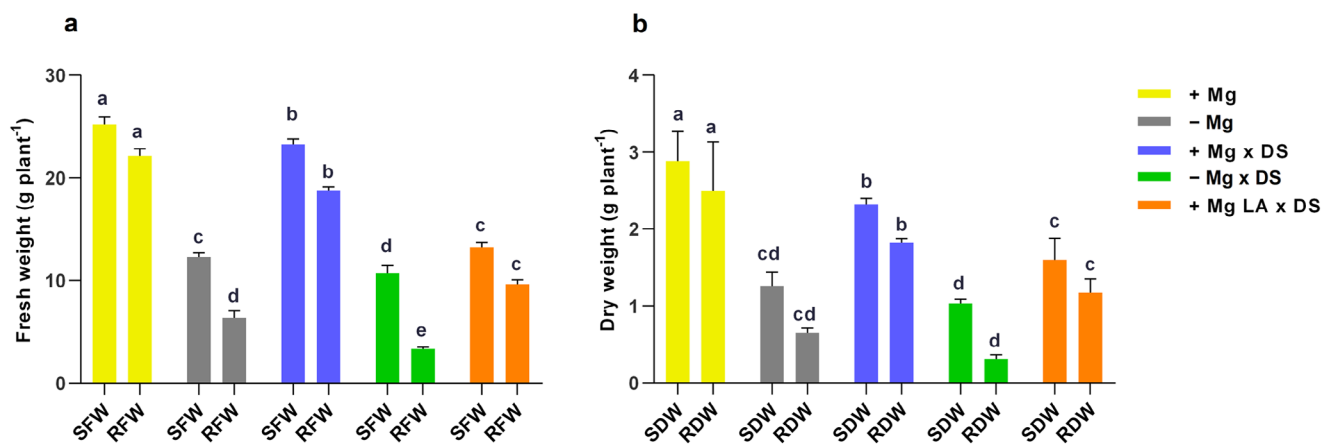 a
Fresh weight (g plant⁻¹)
30
20
10
0
a
a
c
d
b
b
d
e
c
c
SFW
RFW
SFW
RFW
SFW
RFW
SFW
RFW
SFW
RFW
b
Dry weight (g plant⁻¹)
4
3
2
1
0
a
a
cd
cd
b
b
d
d
c
c
SDW
RDW
SDW
RDW
SDW
RDW
SDW
RDW
SDW
RDW
+ Mg
− Mg
+ Mg x DS
− Mg x DS
+ Mg LA x DS